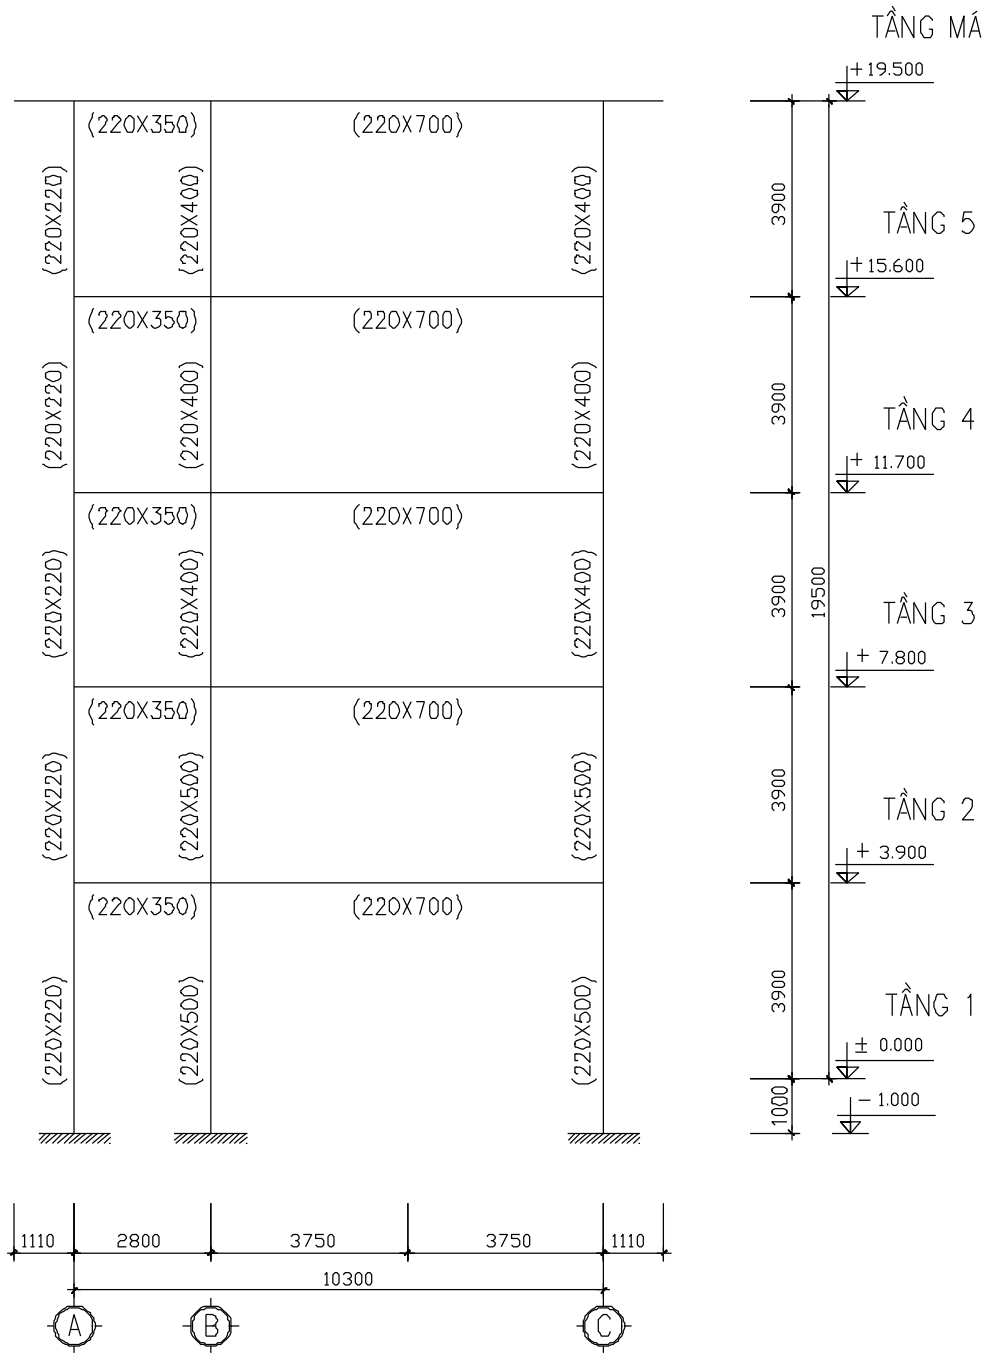 TẦNG MÁ
+19.500
(220X350) (220X700)
(220X220) (220X400) (220X400) 3900
TẦNG 5
+15.600
(220X350) (220X700)
(220X220) (220X400) (220X400) 3900
TẦNG 4
+ 11.700
(220X350) (220X700)
(220X220) (220X400) (220X400) 3900 19500
TẦNG 3
+ 7.800
(220X350) (220X700)
(220X220) (220X500) (220X500) 3900
TẦNG 2
+ 3.900
(220X350) (220X700)
(220X220) (220X500) (220X500) 3900
TẦNG 1
± 0.000
1000
- 1.000
1110 2800 3750 3750 1110
10300
A B C